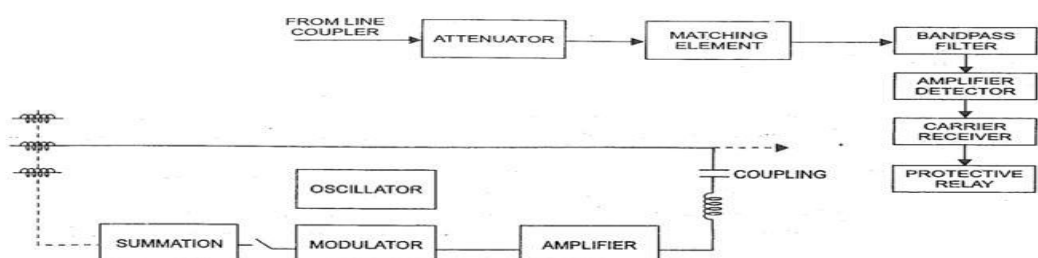 FROM LINE
COUPLER
ATTENUATOR
MATCHING
ELEMENT
BANDPASS
FILTER
AMPLIFIER
DETECTOR
CARRIER
RECEIVER
PROTECTIVE
RELAY
COUPLING
OSCILLATOR
SUMMATION
MODULATOR
AMPLIFIER